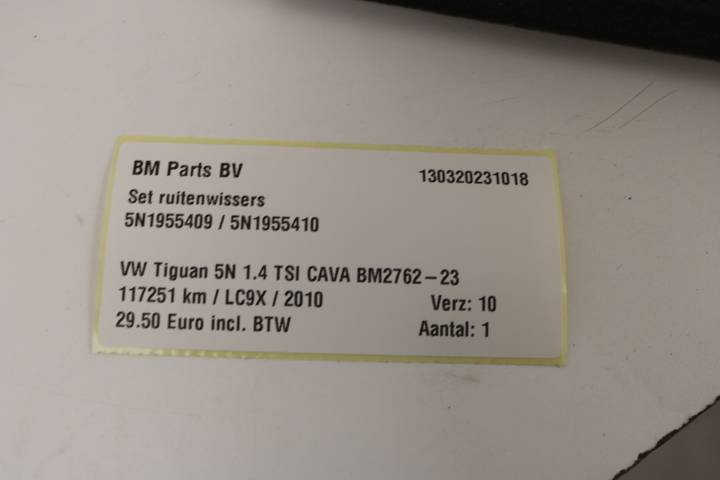 BM Parts BV 130320231018
Set ruitenwissers
5N1955409 / 5N1955410
VW Tiguan 5N 1.4 TSI CAVA BM2762-23
117251 km / LC9X / 2010 Verz: 10
29.50 Euro incl. BTW Aantal: 1